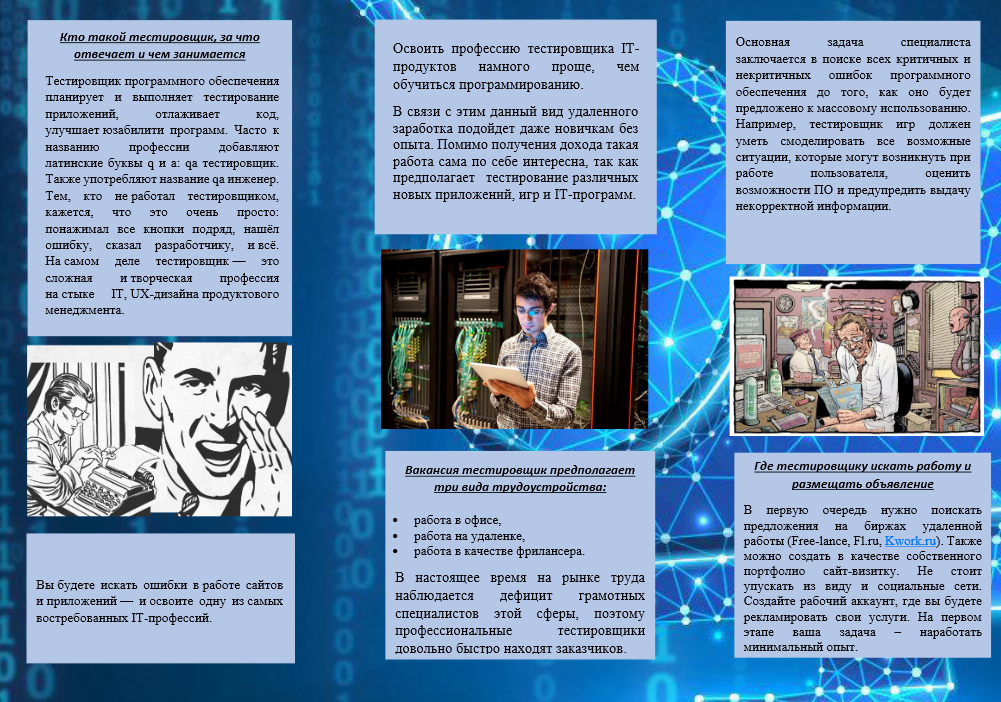 Кто такой тестировщик, за что
отвечает и чем занимается
Тестировщик программного обеспечения
планирует и выполняет тестирование
приложений, отлаживает код,
улучшает юзабилити программ. Часто к
названию профессии добавляют
латинские буквы q и a: qa тестировщик.
Также употребляют название qa инженер.
Тем, кто не работал тестировщиком,
кажется, что это очень просто:
понажимал все кнопки подряд, нашёл
ошибку, сказал разработчику, и всё.
На самом деле тестировщик — это
сложная и творческая профессия
на стыке IT, UX-дизайна продуктового
менеджмента.
Вы будете искать ошибки в работе сайтов
и приложений — и освоите одну из самых
востребованных IT-профессий.
Освоить профессию тестировщика IT-
продуктов намного проще, чем
обучиться программированию.
В связи с этим данный вид удаленного
заработка подойдет даже новичкам без
опыта. Помимо получения дохода такая
работа сама по себе интересна, так как
предполагает тестирование различных
новых приложений, игр и IT-программ.
Вакансия тестировщик предполагает
три вида трудоустройства:
• работа в офисе,
• работа на удаленке,
• работа в качестве фрилансера.
В настоящее время на рынке труда
наблюдается дефицит грамотных
специалистов этой сферы, поэтому
профессиональные тестировщики
довольно быстро находят заказчиков.
Основная задача специалиста
заключается в поиске всех критичных и
некритичных ошибок программного
обеспечения до того, как оно будет
предложено к массовому использованию.
Например, тестировщик игр должен
уметь смоделировать все возможные
ситуации, которые могут возникнуть при
работе пользователя, оценить
возможности ПО и предупредить выдачу
некорректной информации.
Где тестировщику искать работу и
размещать объявление
В первую очередь нужно поискать
предложения на биржах удаленной
работы (Free-lance, Fl.ru, Kwork.ru). Также
можно создать в качестве собственного
портфолио сайт-визитку. Не стоит
упускать из виду и социальные сети.
Создайте рабочий аккаунт, где вы будете
рекламировать свои услуги. На первом
этапе ваша задача – наработать
минимальный опыт.